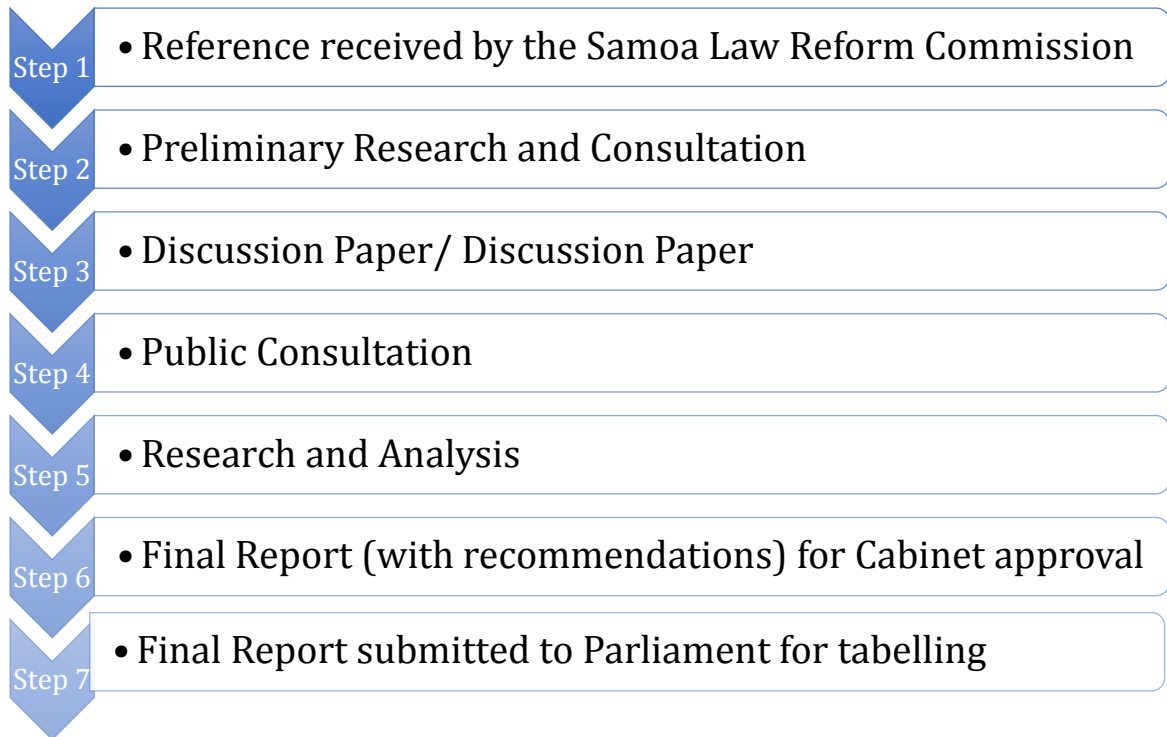 Step 1
• Reference received by the Samoa Law Reform Commission
Step 2
• Preliminary Research and Consultation
Step 3
• Discussion Paper/ Discussion Paper
Step 4
• Public Consultation
Step 5
• Research and Analysis
Step 6
• Final Report (with recommendations) for Cabinet approval
Step 7
• Final Report submitted to Parliament for tabelling